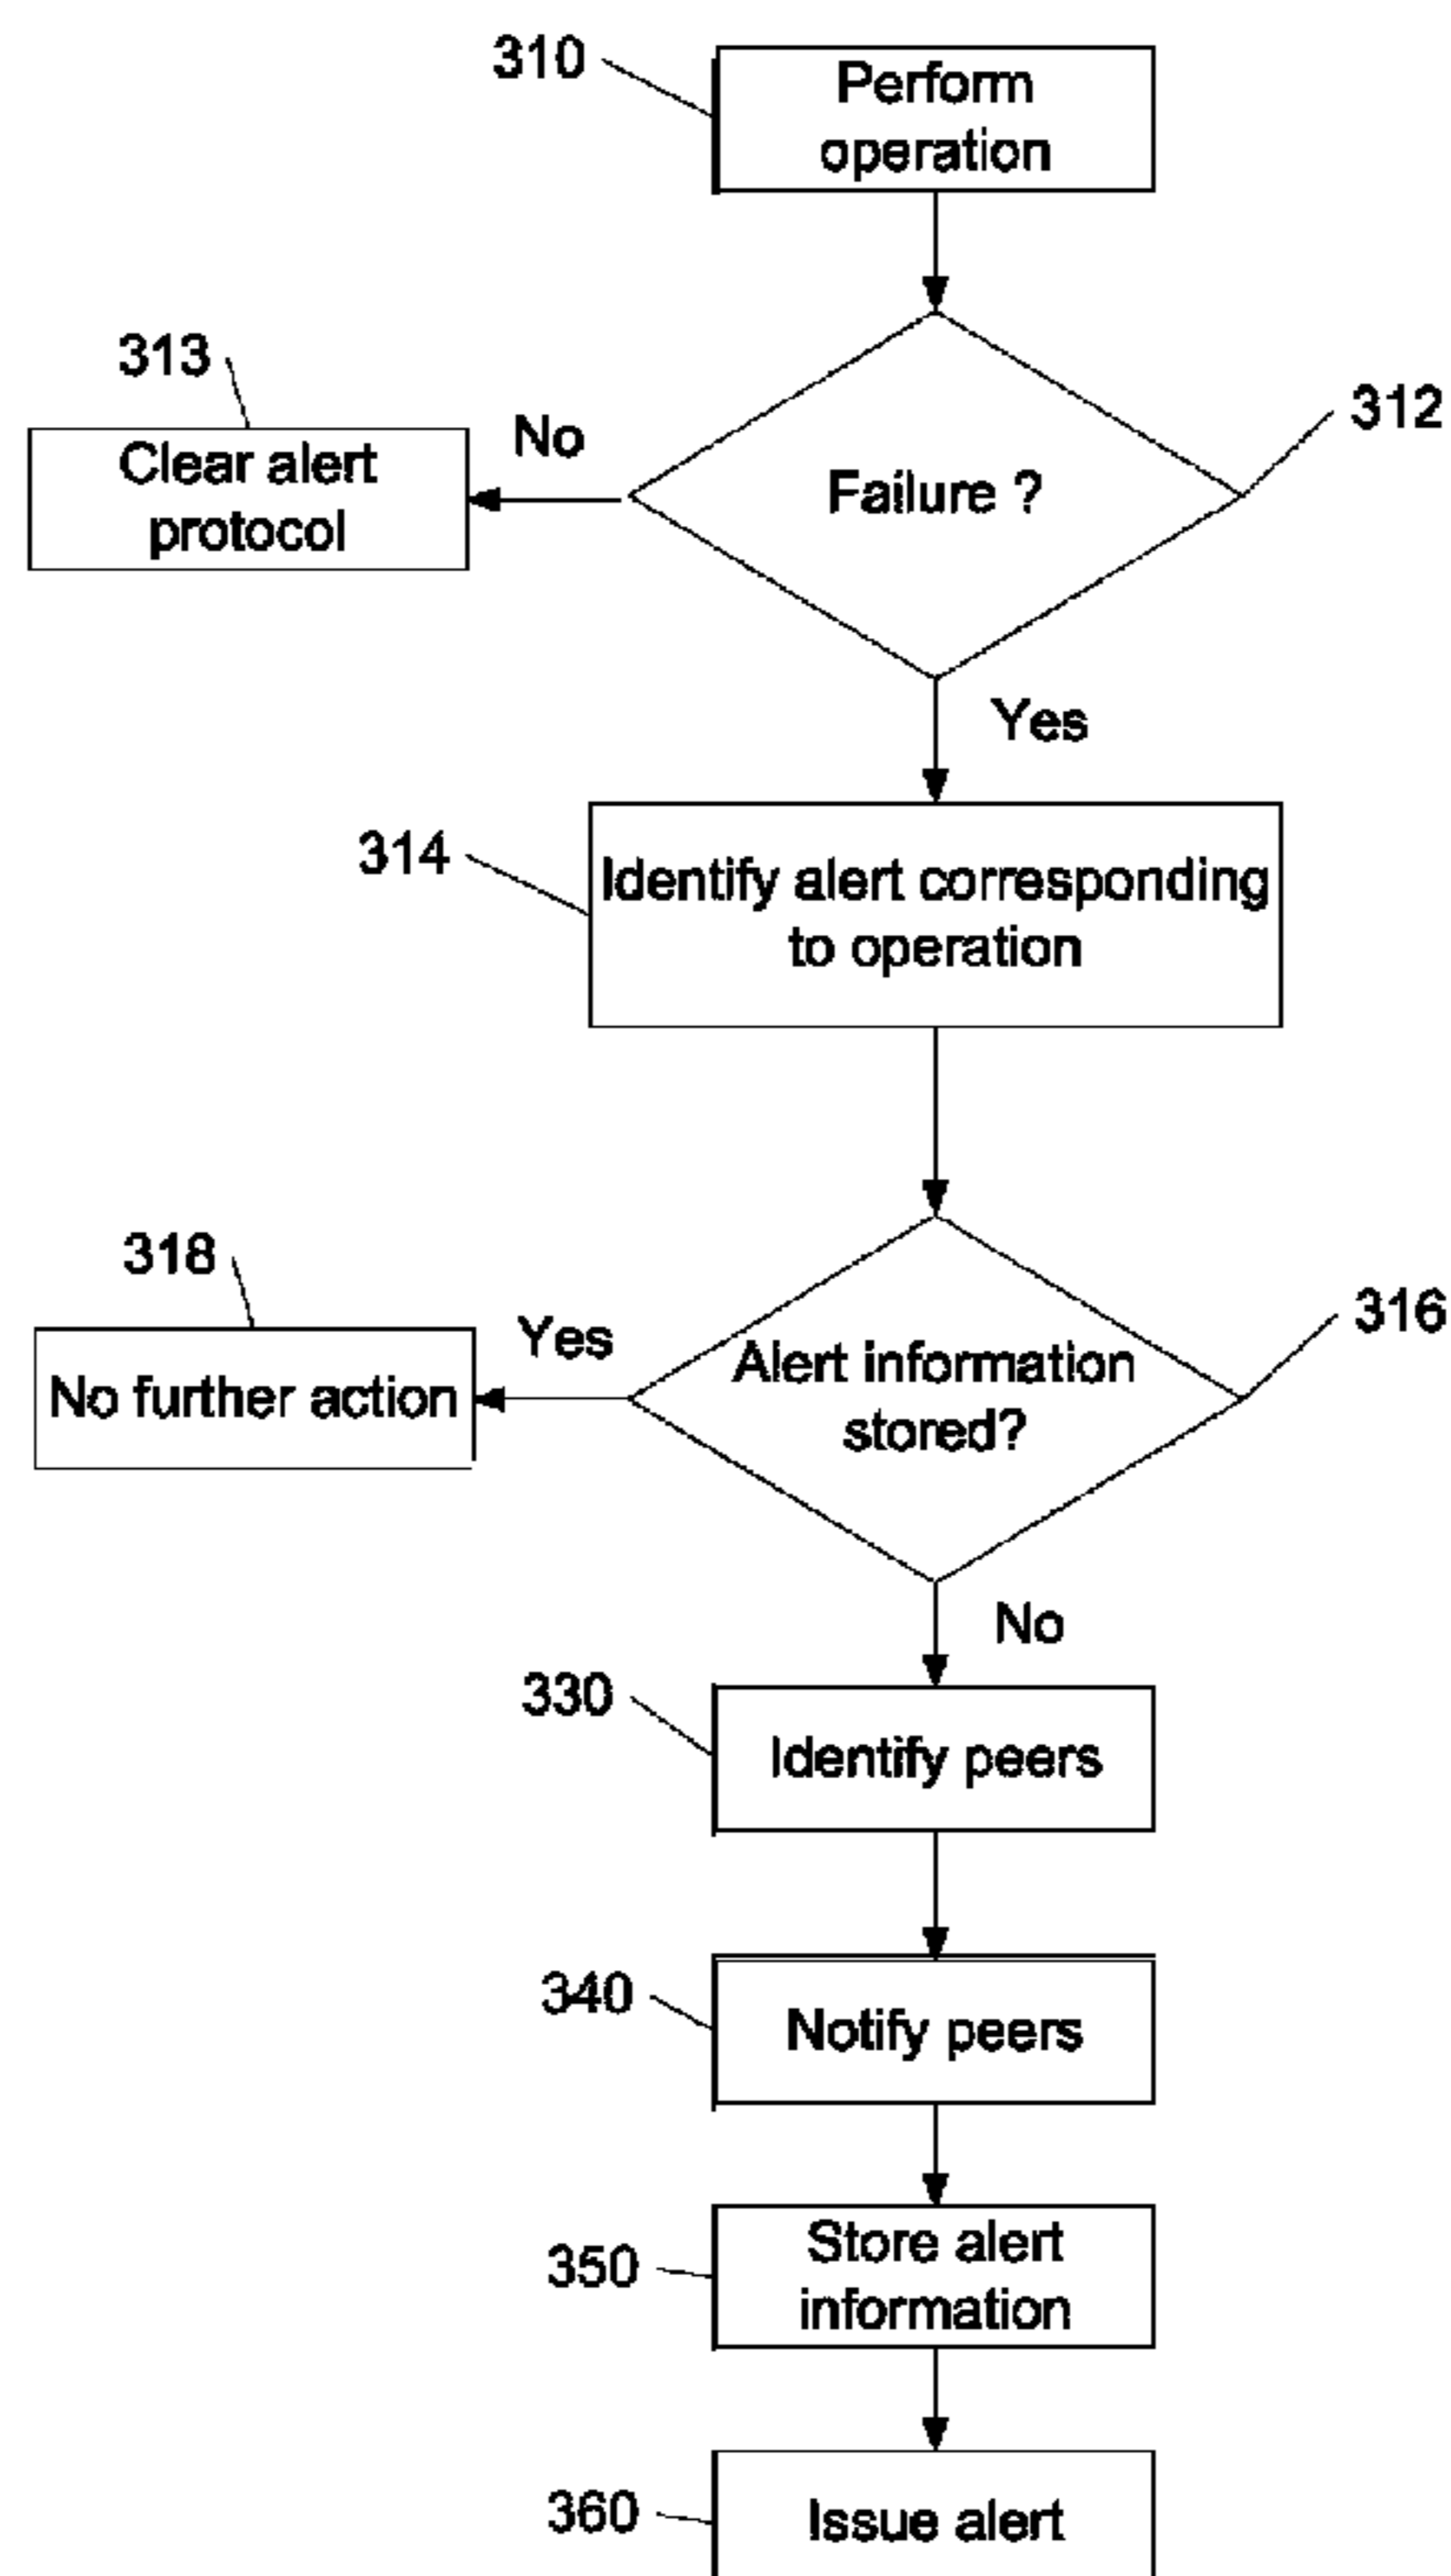 310
Perform
operation
313
312
Clear alert
protocol
No
Failure ?
Yes
314
Identify alert corresponding
to operation
318
316
Yes
No further action
Alert information
stored?
No
330
Identify peers
340
Notify peers
350
Store alert
information
360
Issue alert